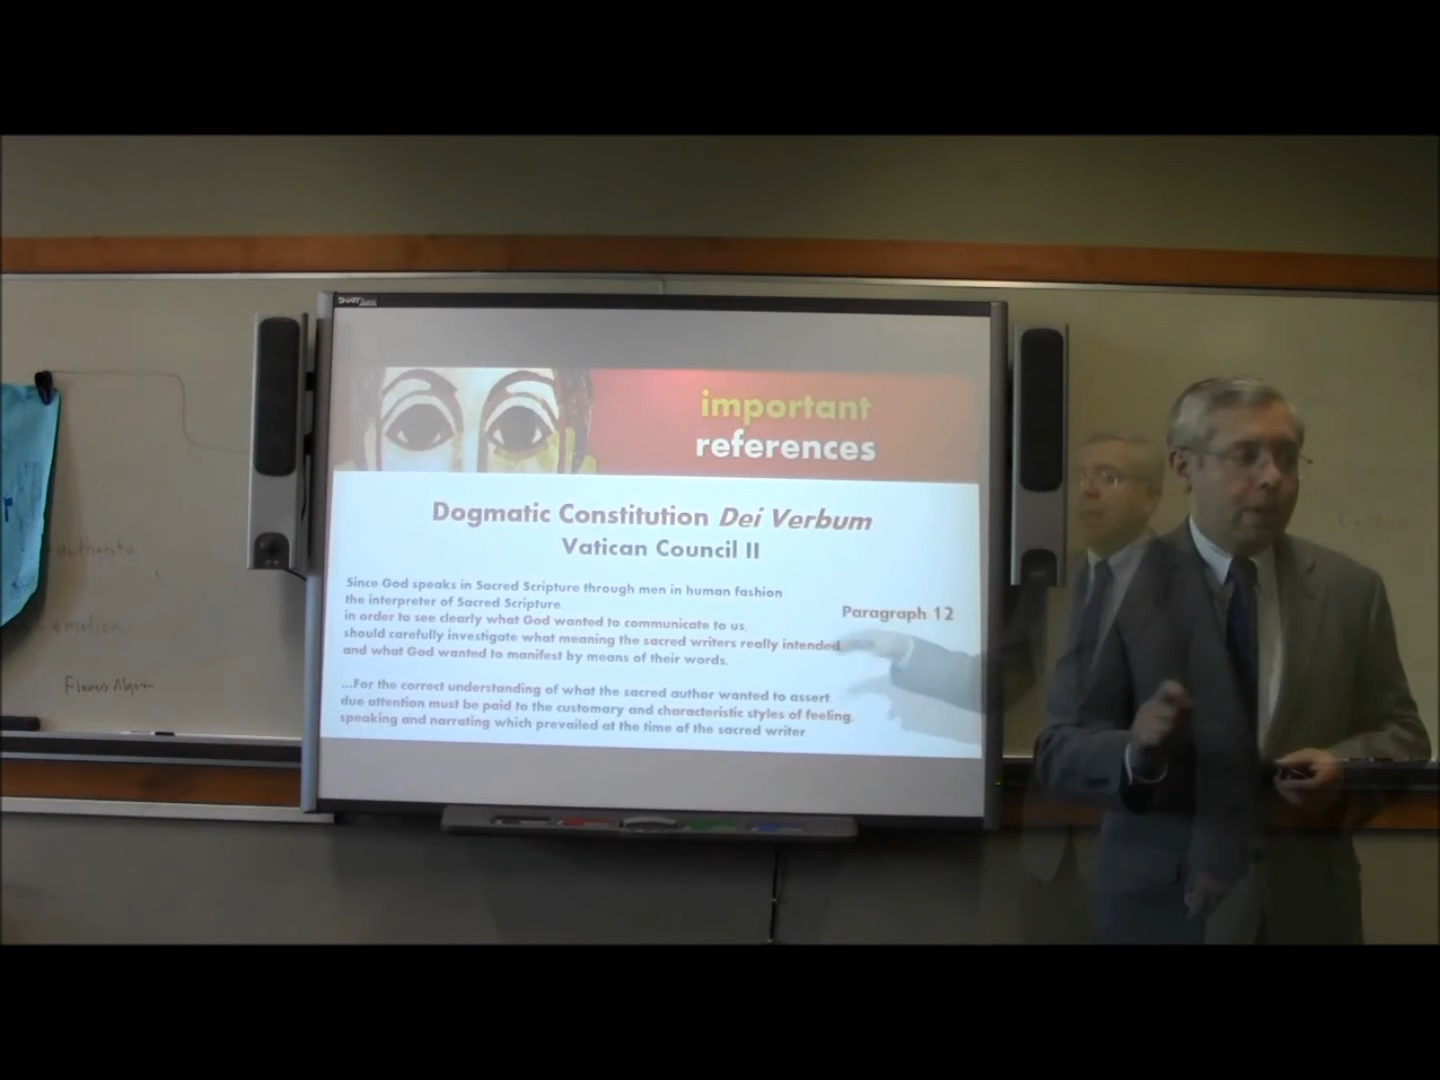 SMART Board
important
references
Dogmatic Constitution Dei Verbum
Vatican Council II
Since God speaks in Sacred Scripture through men in human fashion
the interpreter of Sacred Scripture,
in order to see clearly what God wanted to communicate to us,
should carefully investigate what meaning the sacred writers really intended,
and what God wanted to manifest by means of their words.
Paragraph 12
...For the correct understanding of what the sacred author wanted to assert,
due attention must be paid to the customary and characteristic styles of feeling,
speaking and narrating which prevailed at the time of the sacred writer
emotion